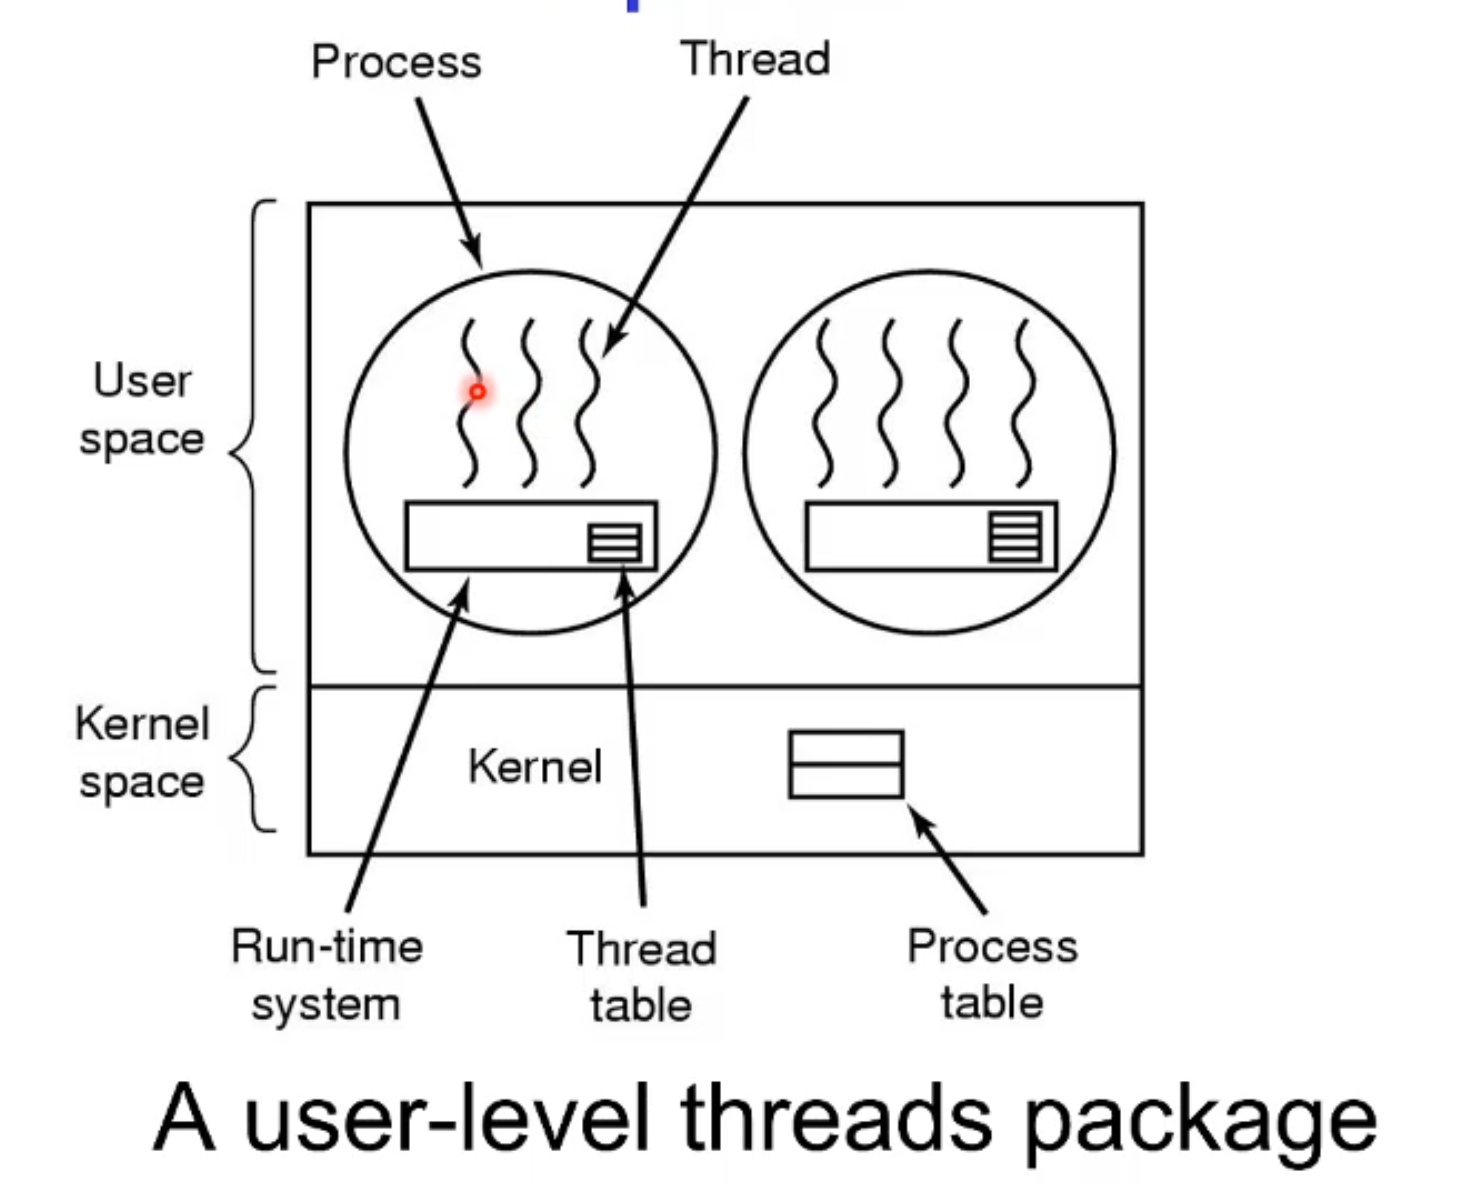 Process
Thread
User
space
Kernel
space
Kernel
Run-time
system
Thread
table
Process
table
A user-level threads package